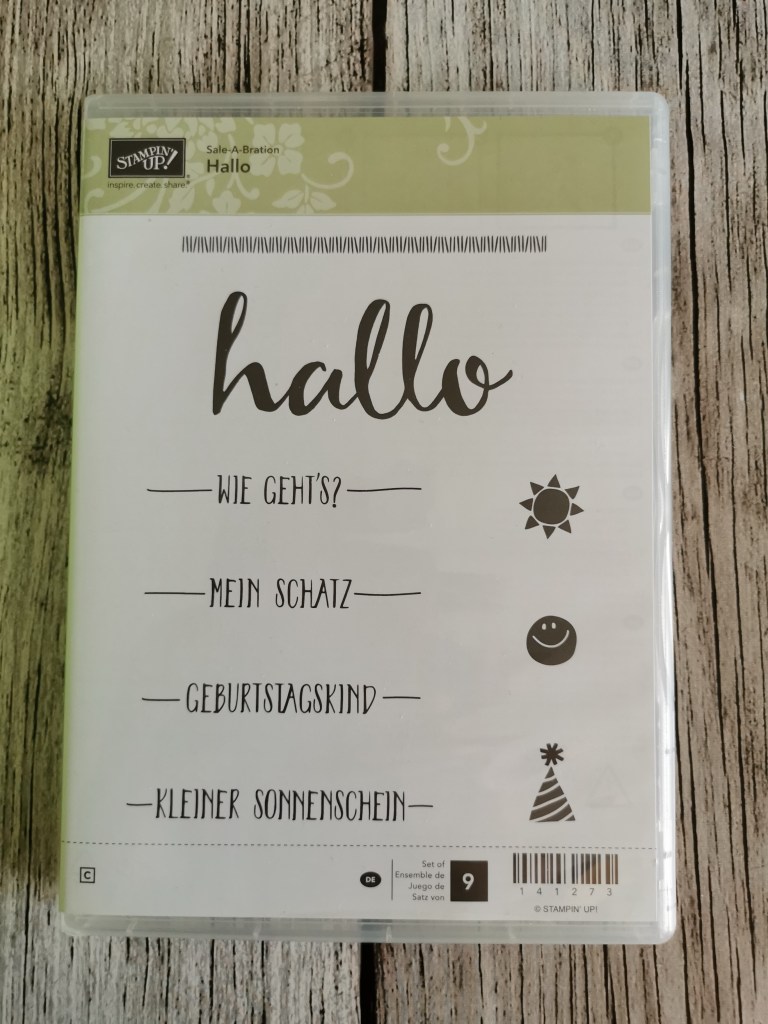 STAMPIN' UP!
inspire. create. share.
Sale-A-Bration
Hallo
hallo
WIE GEHT'S?
MEIN SCHATZ
GEBURTSTAGSKIND
KLEINER SONNENSCHEIN
C
DE
Set of
Ensemble de
Juego de
Satz von
9
1 4 1 2 7 3
© STAMPIN' UP!